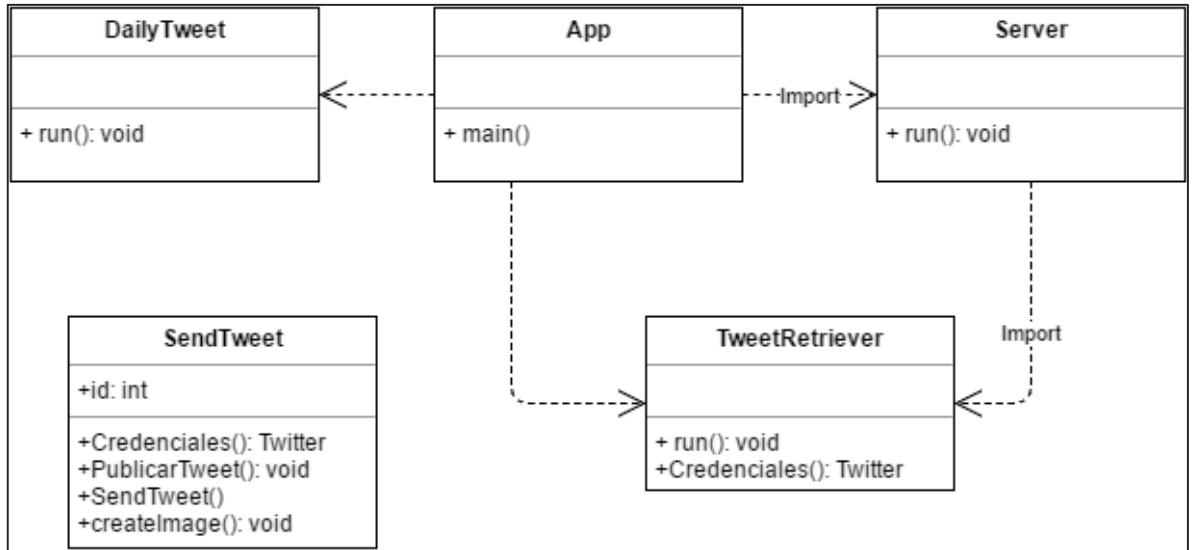 DailyTweet
+ run(): void
App
+ main()
Import
Server
+ run(): void
Import
SendTweet
+id: int
+Credenciales(): Twitter
+PublicarTweet(): void
+SendTweet()
+createImage(): void
TweetRetriever
+ run(): void
+Credenciales(): Twitter